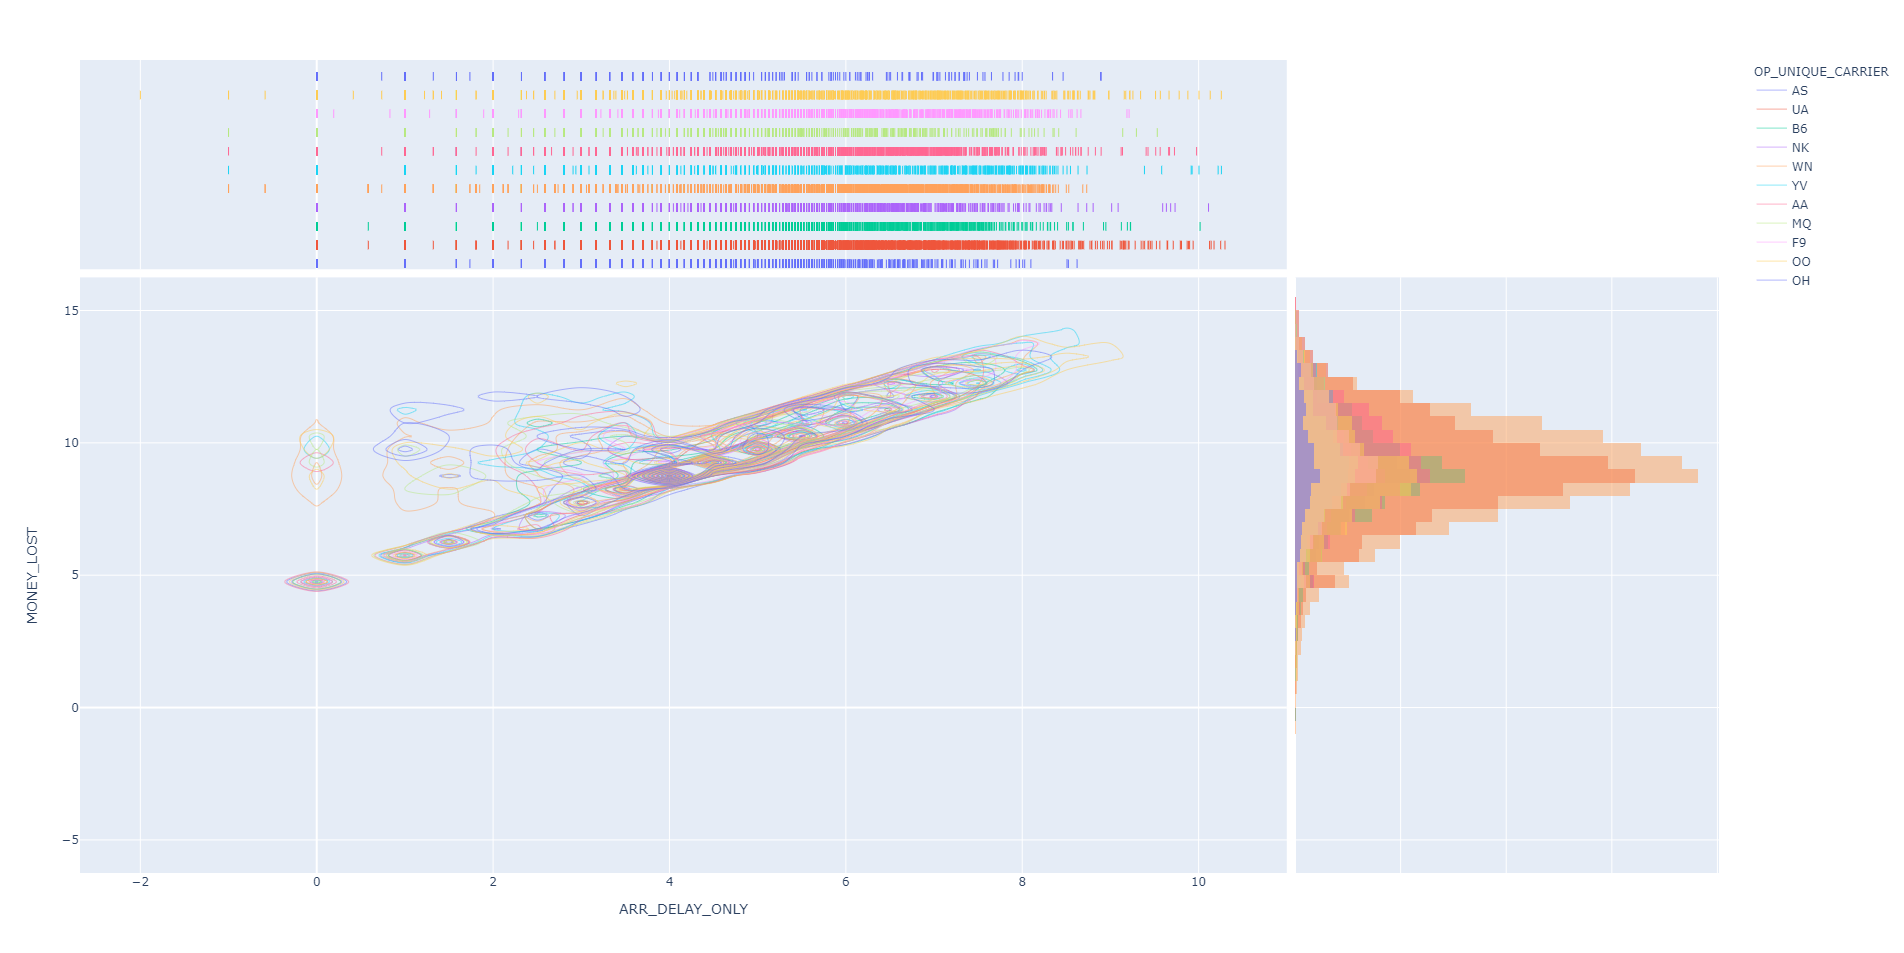 OP_UNIQUE_CARRIER
AS
UA
B6
NK
WN
YV
AA
MQ
F9
OO
OH
15
10
5
0
−5
MONEY_LOST
−2
0
2
4
6
8
10
ARR_DELAY_ONLY